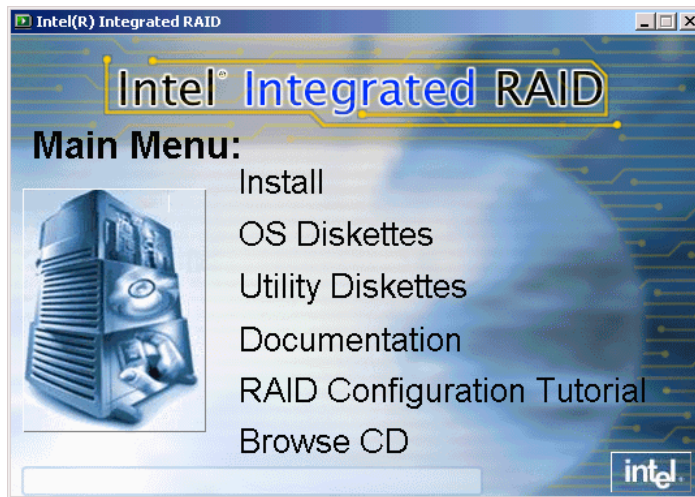 Intel(R) Integrated RAID
Intel® Integrated RAID
Main Menu:
Install
OS Diskettes
Utility Diskettes
Documentation
RAID Configuration Tutorial
Browse CD
intel